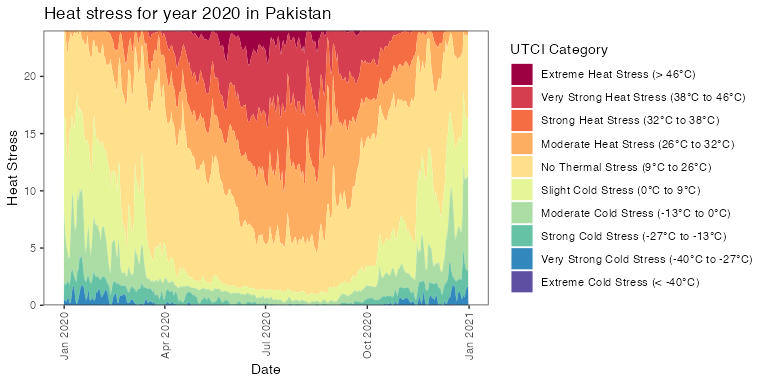 Heat stress for year 2020 in Pakistan
Heat Stress
20
15
10
5
0
Jan 2020
Apr 2020
Jul 2020
Oct 2020
Jan 2021
Date
UTCI Category
Extreme Heat Stress (> 46°C)
Very Strong Heat Stress (38°C to 46°C)
Strong Heat Stress (32°C to 38°C)
Moderate Heat Stress (26°C to 32°C)
No Thermal Stress (9°C to 26°C)
Slight Cold Stress (0°C to 9°C)
Moderate Cold Stress (-13°C to 0°C)
Strong Cold Stress (-27°C to -13°C)
Very Strong Cold Stress (-40°C to -27°C)
Extreme Cold Stress (< -40°C)